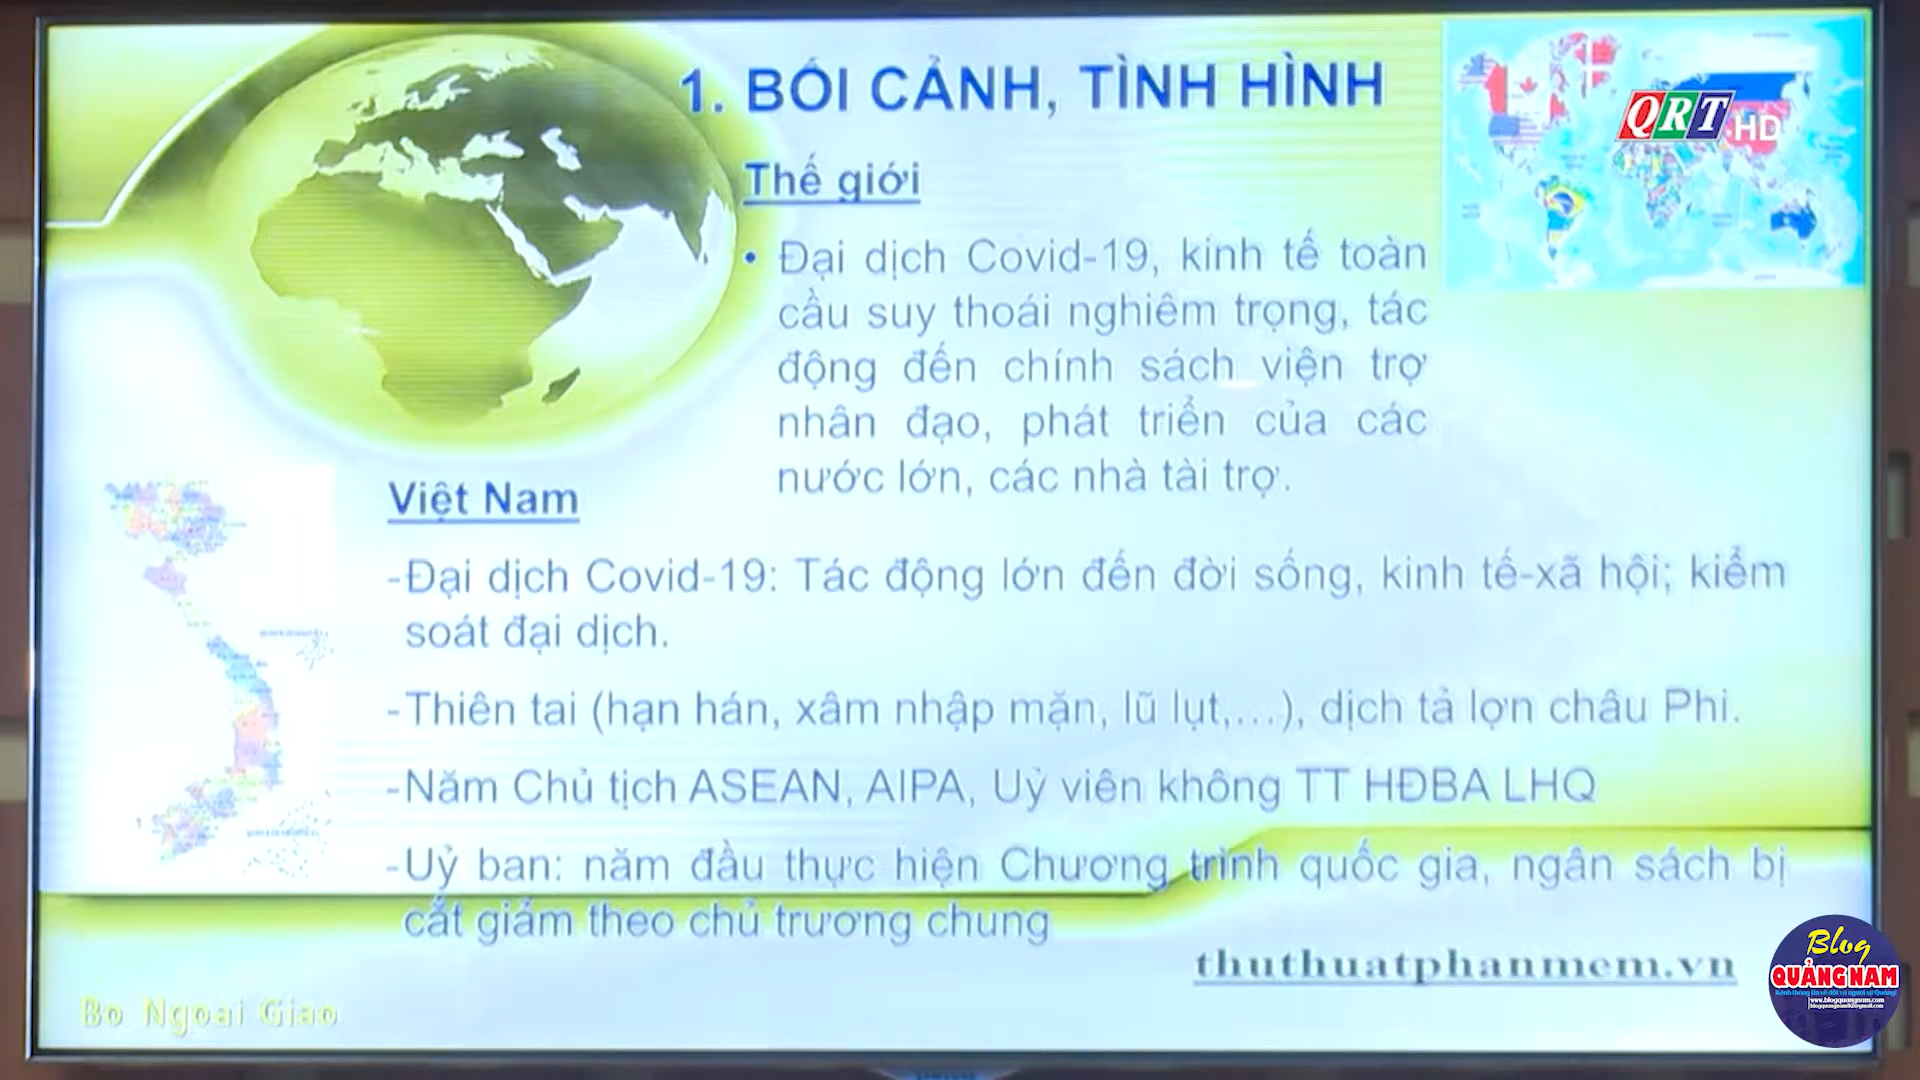 1. BỐI CẢNH, TÌNH HÌNH
QRT HD
Thế giới
• Đại dịch Covid-19, kinh tế toàn
cầu suy thoái nghiêm trọng, tác
động đến chính sách viện trợ
nhân đạo, phát triển của các
nước lớn, các nhà tài trợ.
Việt Nam
-Đại dịch Covid-19: Tác động lớn đến đời sống, kinh tế-xã hội; kiểm
soát đại dịch.
-Thiên tai (hạn hán, xâm nhập mặn, lũ lụt,...), dịch tả lợn châu Phi.
-Năm Chủ tịch ASEAN, AIPA, Uỷ viên không TT HĐBA LHQ
-Uỷ ban: năm đầu thực hiện Chương trình quốc gia, ngân sách bị
cắt giảm theo chủ trương chung
thuthuatphanmem.vn
Bo Ngoai Giao
Blog
QUẢNG NAM
www.blogquangnam.com